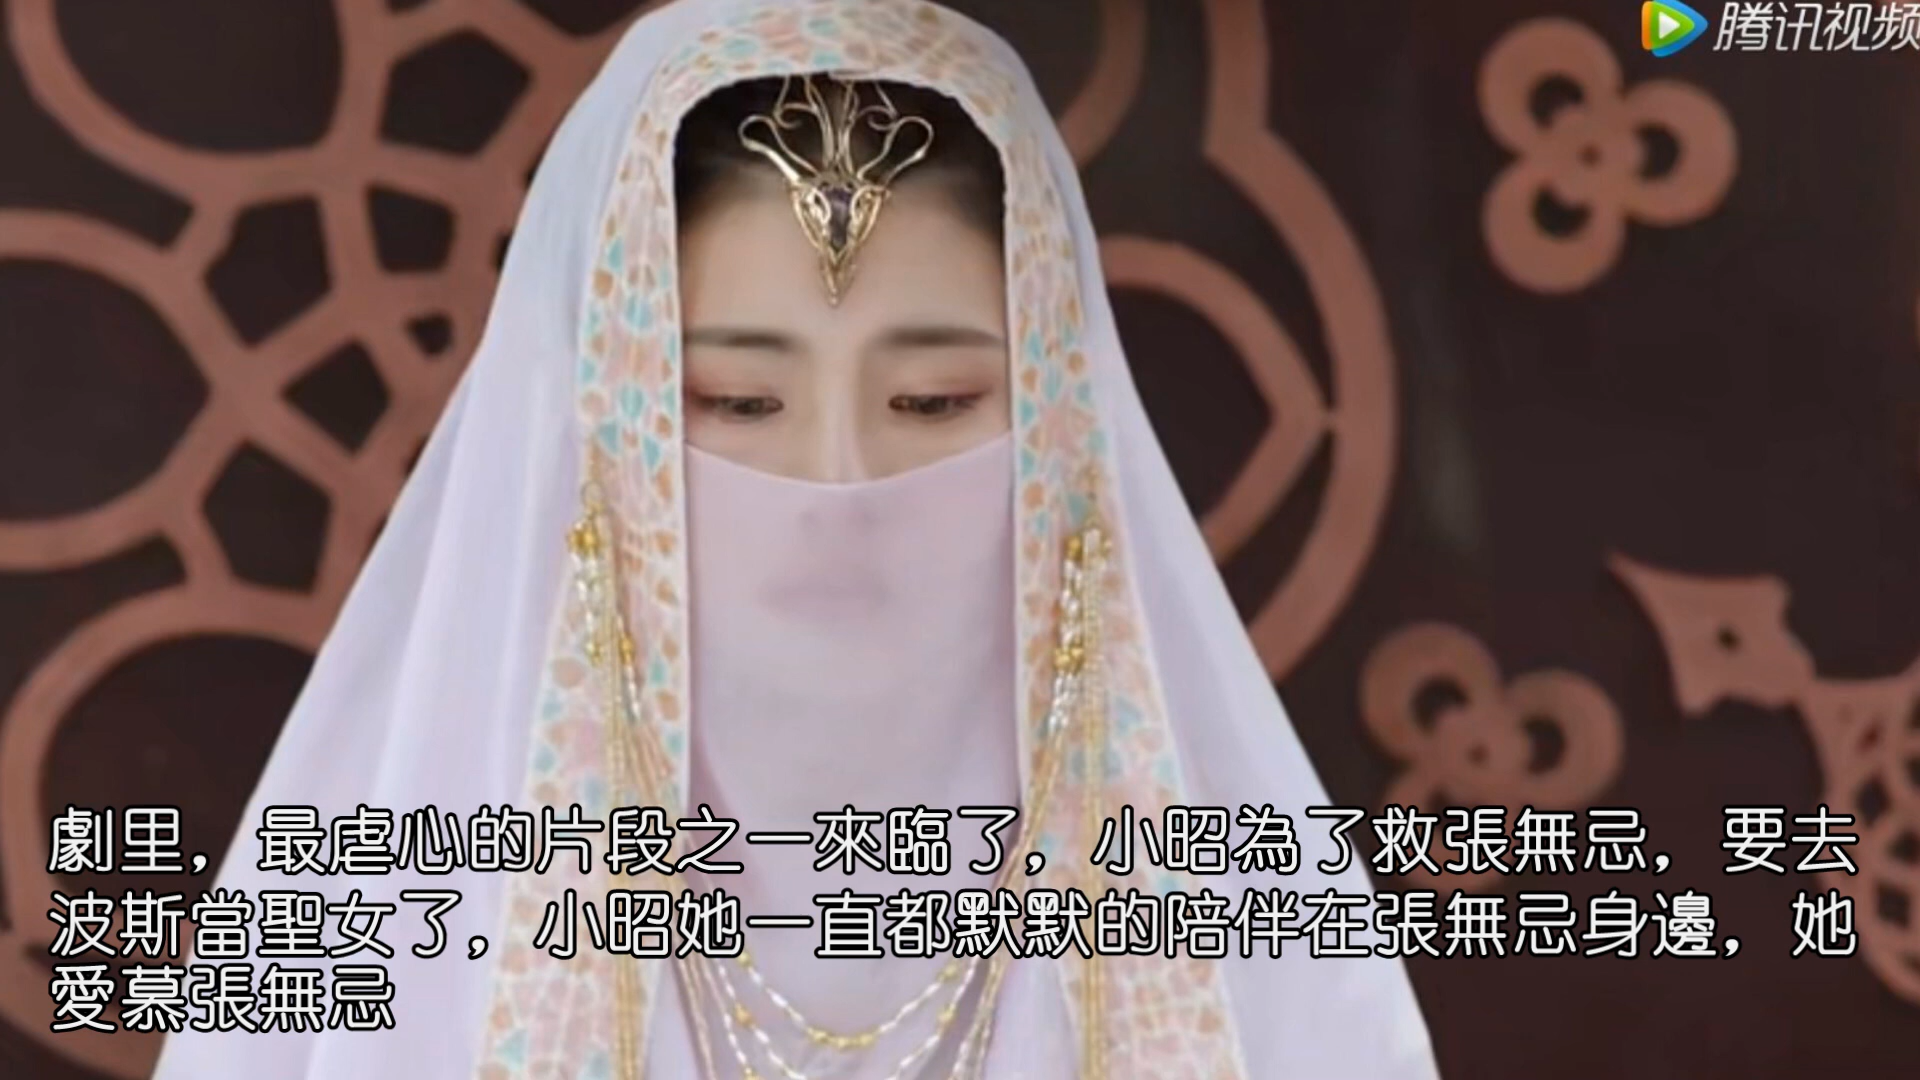 腾讯视频
劇里，最虐心的片段之一來臨了，小昭為了救張無忌，要去
波斯當聖女了，小昭她一直都默默的陪伴在張無忌身邊，她
愛慕張無忌